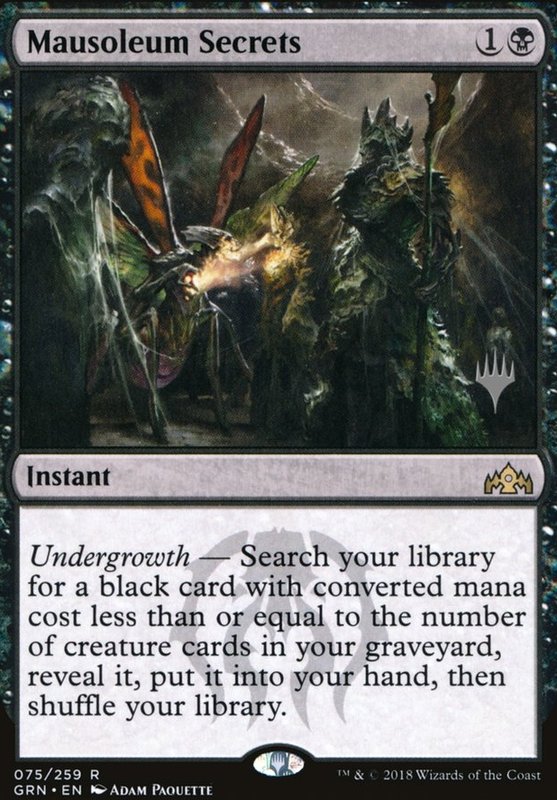 Mausoleum Secrets 1
Instant
Undergrowth — Search your library
for a black card with converted mana
cost less than or equal to the number
of creature cards in your graveyard,
reveal it, put it into your hand, then
shuffle your library.
075/259 R
GRN • EN Adam Paquette
™ & © 2018 Wizards of the Coast